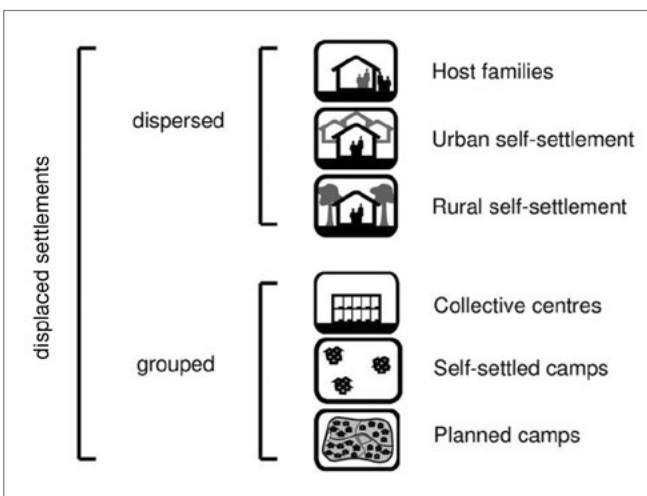 displaced settlements
dispersed
Host families
Urban self-settlement
Rural self-settlement
grouped
Collective centres
Self-settled camps
Planned camps